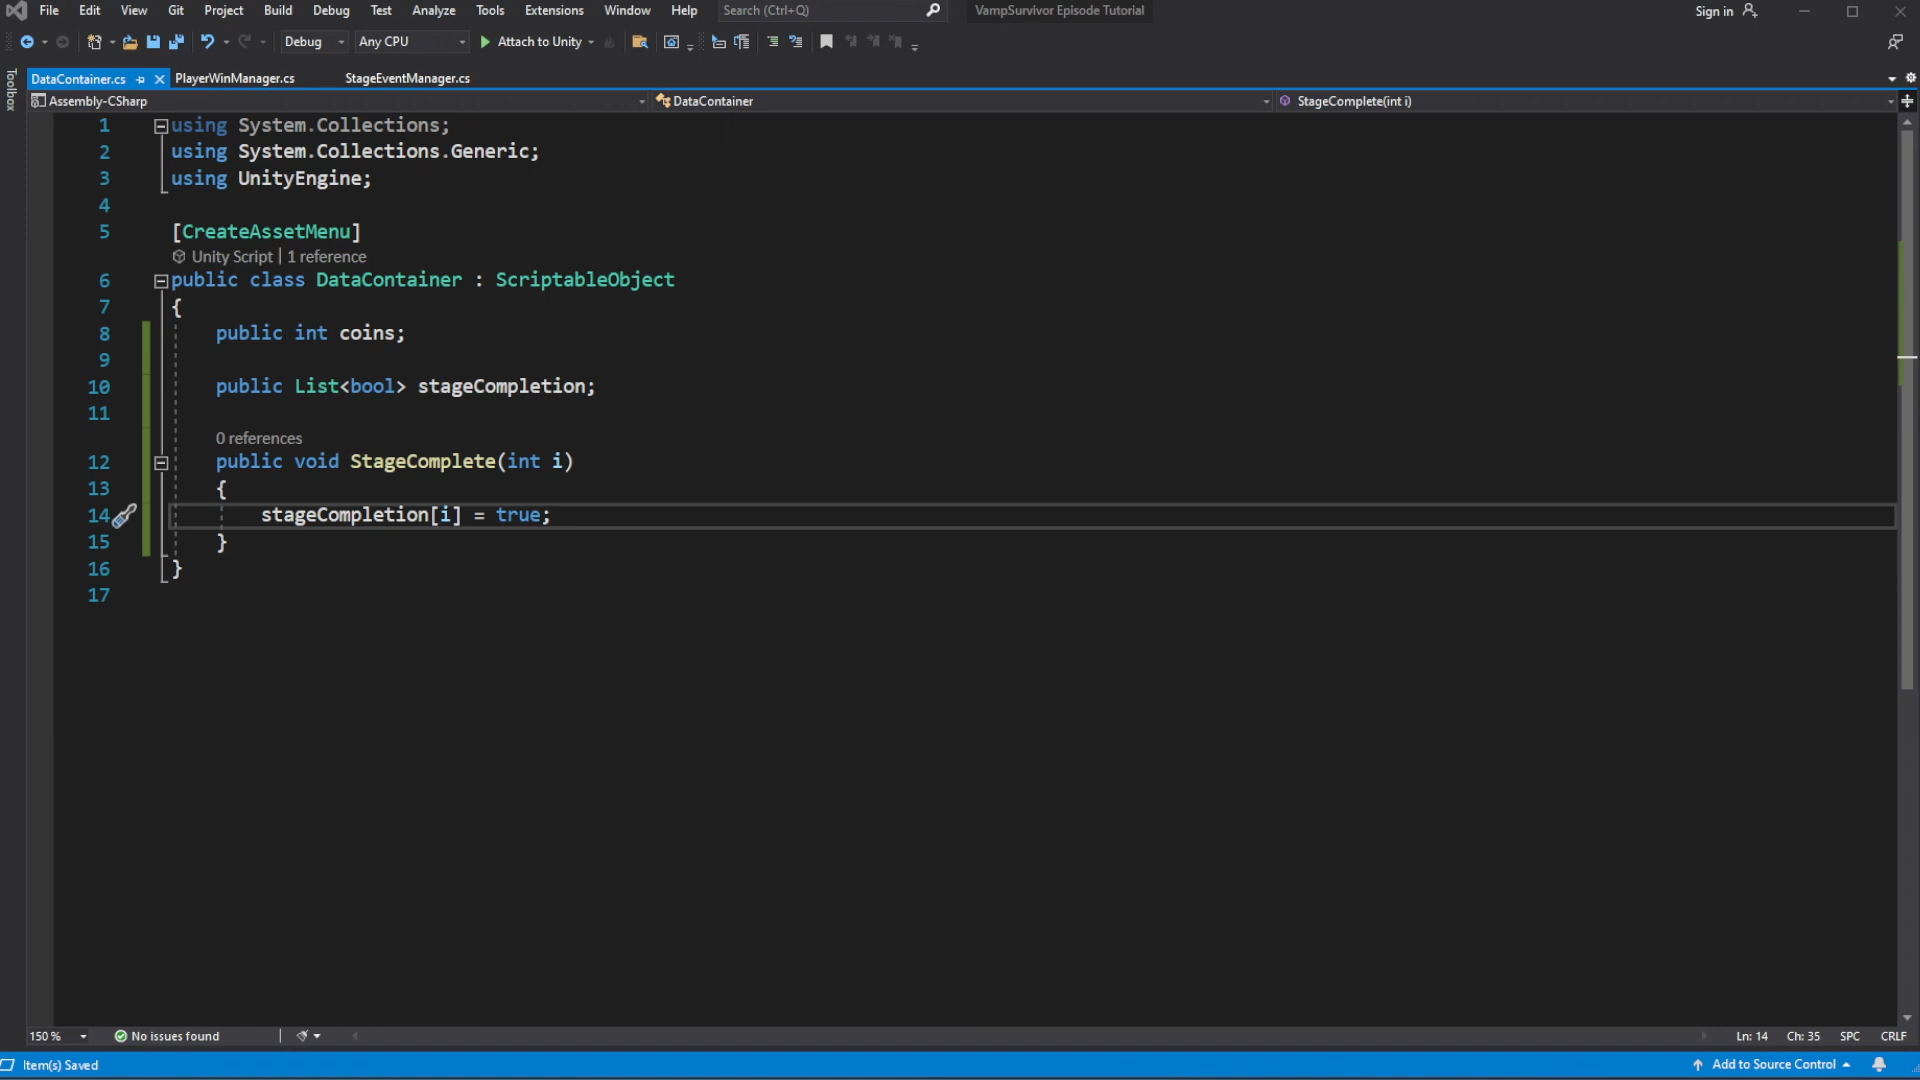 File Edit View Git Project Build Debug Test Analyze Tools Extensions Window Help Search (Ctrl+Q) VampSurvivor Episode Tutorial Sign in
Debug Any CPU Attach to Unity
Toolbox
DataContainer.cs PlayerWinManager.cs StageEventManager.cs
Assembly-CSharp DataContainer StageComplete(int i)
1 using System.Collections;
2 using System.Collections.Generic;
3 using UnityEngine;
4
5 [CreateAssetMenu]
Unity Script | 1 reference
6 public class DataContainer : ScriptableObject
7 {
8 public int coins;
9
10 public List<bool> stageCompletion;
11
0 references
12 public void StageComplete(int i)
13 {
14 stageCompletion[i] = true;
15 }
16 }
17
150 % No issues found Ln: 14 Ch: 35 SPC CRLF
Item(s) Saved Add to Source Control